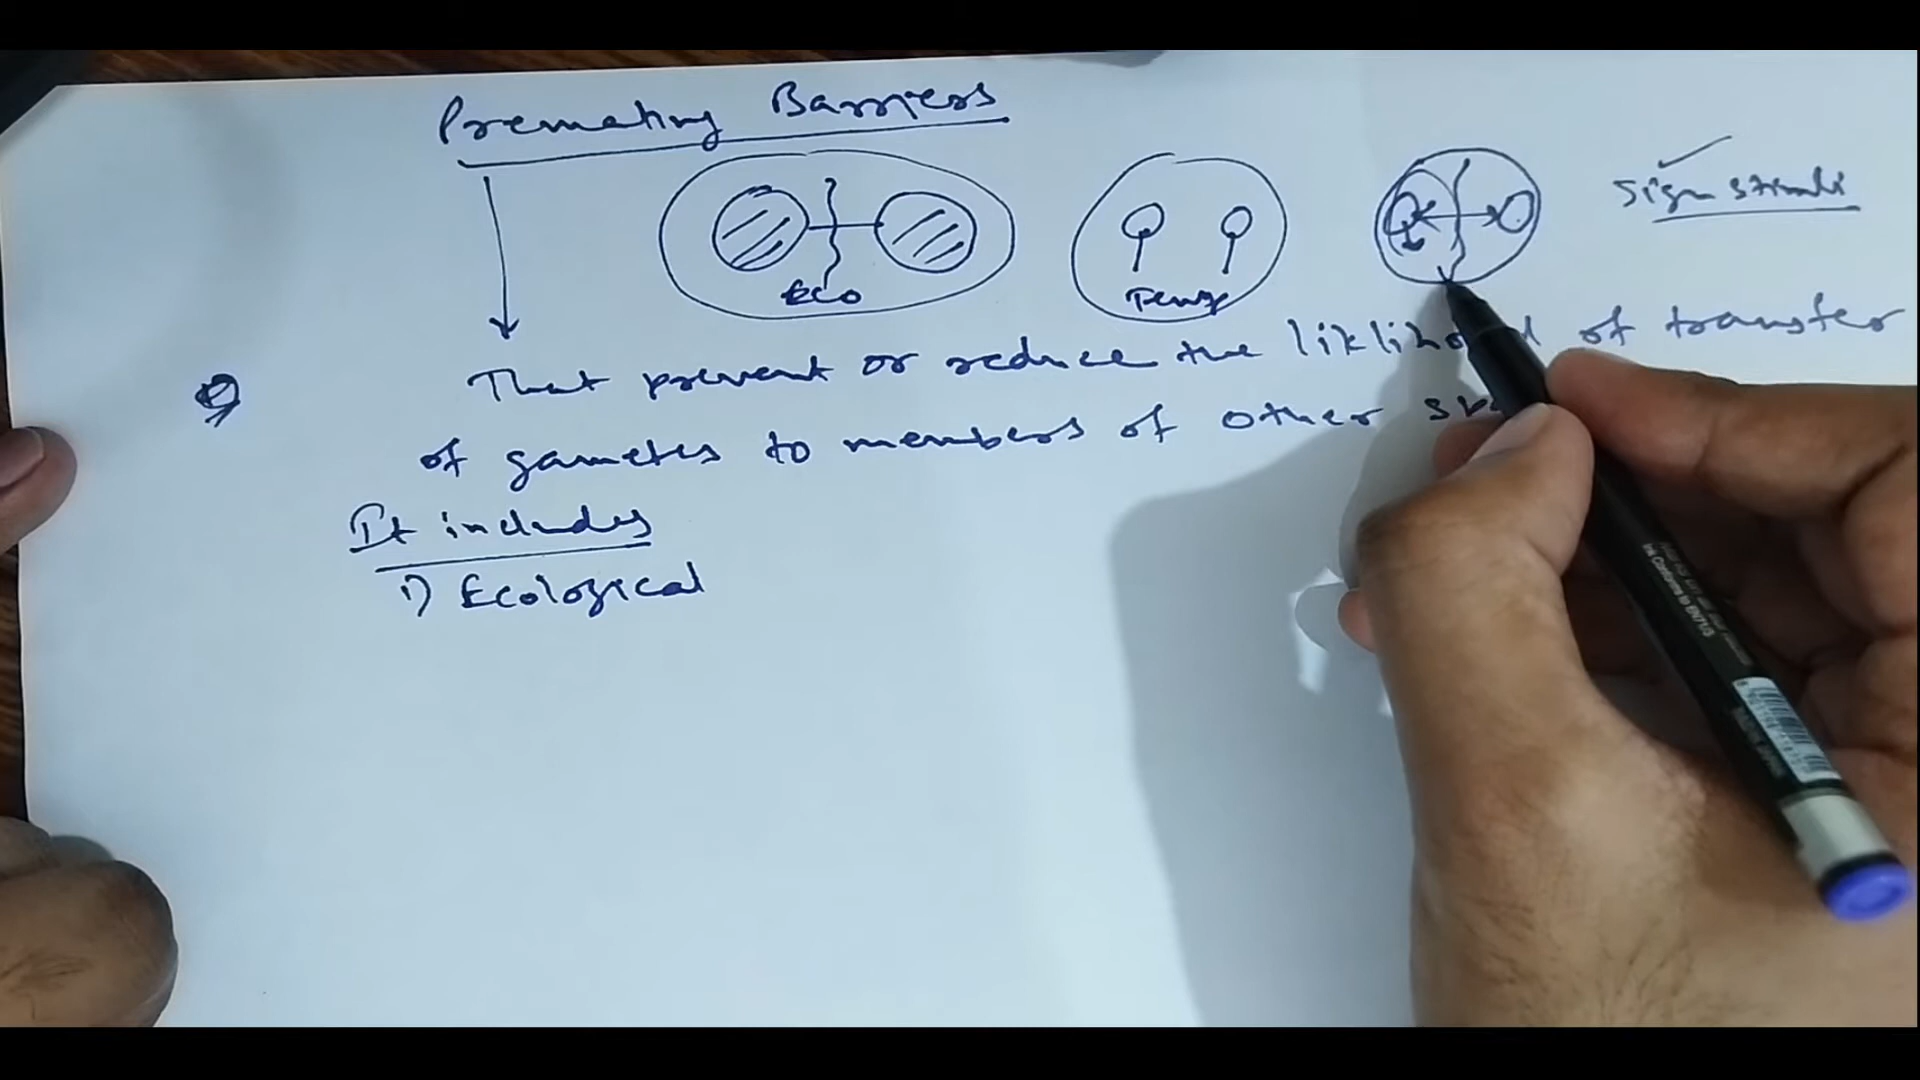 Premating Barriers
Sign stimuli
Eco
Temp
That prevent or reduce the liklihood of transfer
of gametes to members of other
It includes
1) Ecological